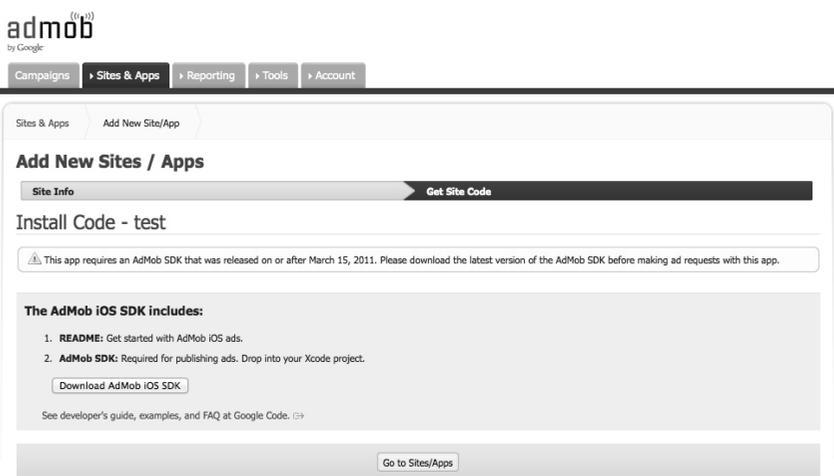 admob
by Google
Campaigns Sites & Apps Reporting Tools Account
Sites & Apps Add New Site/App
Add New Sites / Apps
Site Info Get Site Code
Install Code - test
This app requires an AdMob SDK that was released on or after March 15, 2011. Please download the latest version of the AdMob SDK before making ad requests with this app.
The AdMob iOS SDK includes:
1. README: Get started with AdMob iOS ads.
2. AdMob SDK: Required for publishing ads. Drop into your Xcode project.
Download AdMob iOS SDK
See developer's guide, examples, and FAQ at Google Code.
Go to Sites/Apps